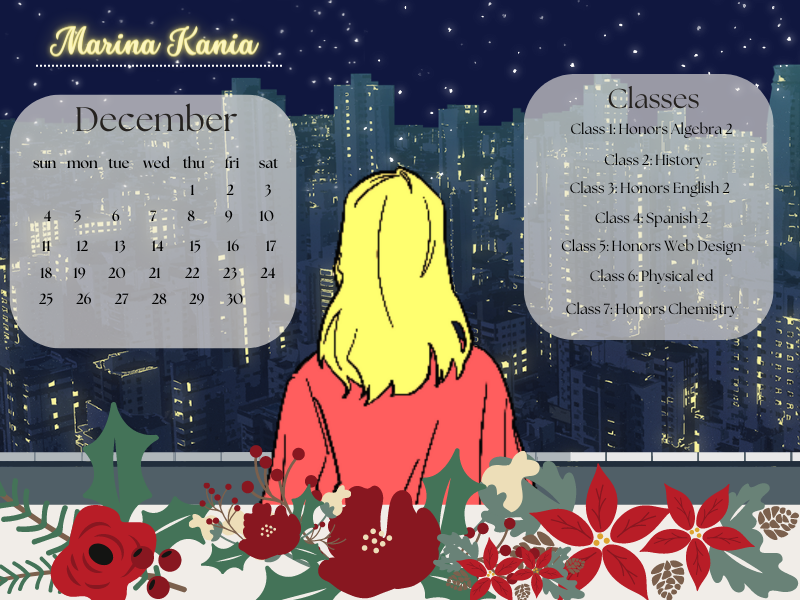 Marina Kania
December
sun mon tue wed thu fri sat
1 2 3
4 5 6 7 8 9 10
11 12 13 14 15 16 17
18 19 20 21 22 23 24
25 26 27 28 29 30
Classes
Class 1: Honors Algebra 2
Class 2: History
Class 3: Honors English 2
Class 4: Spanish 2
Class 5: Honors Web Design
Class 6: Physical ed
Class 7: Honors Chemistry